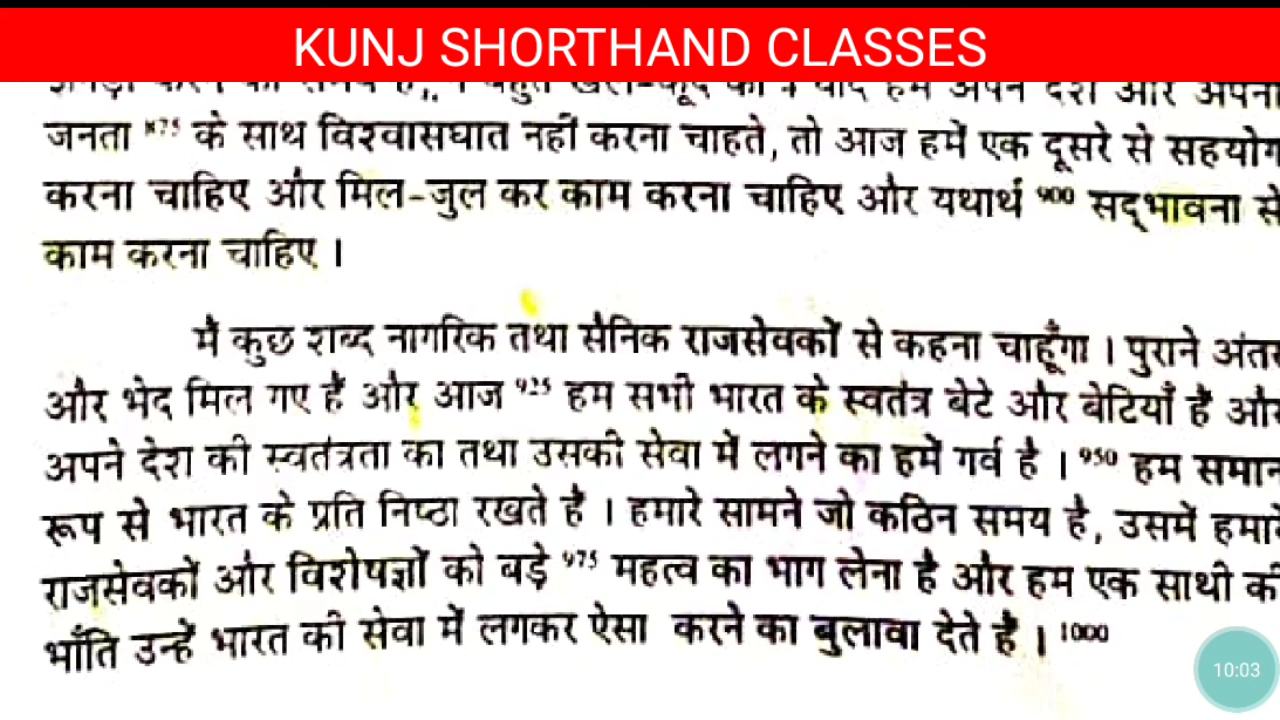 KUNJ SHORTHAND CLASSES
जनता ⁸⁷⁵ के साथ विश्वासघात नहीं करना चाहते, तो आज हमें एक दूसरे से सहयोग
करना चाहिए और मिल-जुल कर काम करना चाहिए और यथार्थ ⁹⁰⁰ सद्भावना से
काम करना चाहिए ।
मैं कुछ शब्द नागरिक तथा सैनिक राजसेवकों से कहना चाहूँगा । पुराने अंतर
और भेद मिल गए हैं और आज ⁹²⁵ हम सभी भारत के स्वतंत्र बेटे और बेटियाँ हैं और
अपने देश की स्वतंत्रता का तथा उसकी सेवा में लगने का हमें गर्व है । ⁹⁵⁰ हम समान
रूप से भारत के प्रति निष्ठा रखते हैं । हमारे सामने जो कठिन समय है, उसमें हमारे
राजसेवकों और विशेषज्ञों को बड़े ⁹⁷⁵ महत्व का भाग लेना है और हम एक साथी की
भाँति उन्हें भारत की सेवा में लगकर ऐसा करने का बुलावा देते हैं । ¹⁰⁰⁰
10:03